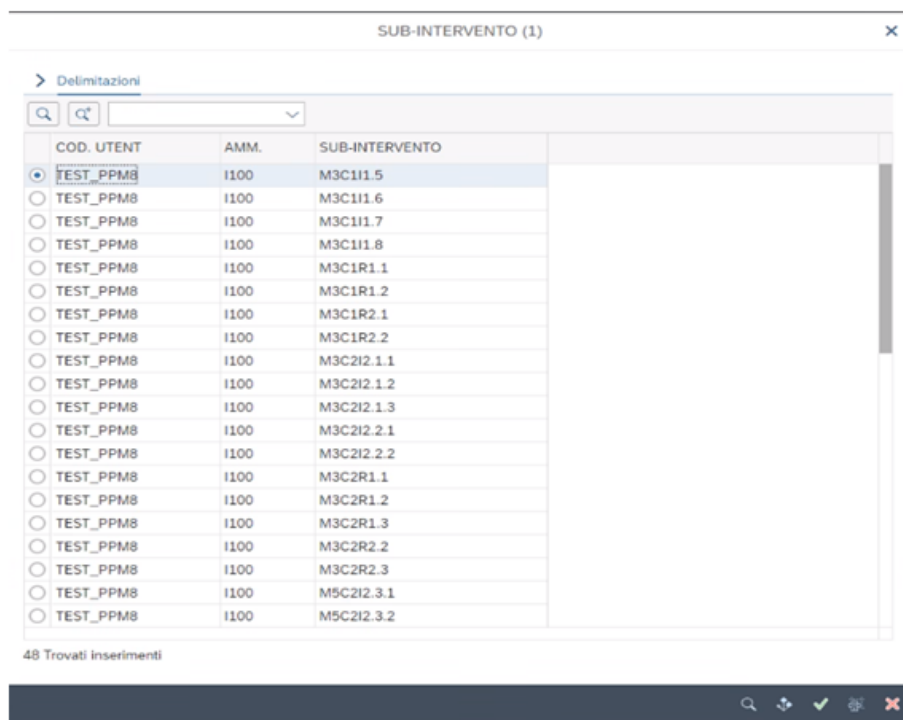 SUB-INTERVENTO (1)
Delimitazioni
COD. UTENT AMM. SUB-INTERVENTO
TEST_PPM8 I100 M3C1I1.5
TEST_PPM8 I100 M3C1I1.6
TEST_PPM8 I100 M3C1I1.7
TEST_PPM8 I100 M3C1I1.8
TEST_PPM8 I100 M3C1R1.1
TEST_PPM8 I100 M3C1R1.2
TEST_PPM8 I100 M3C1R2.1
TEST_PPM8 I100 M3C1R2.2
TEST_PPM8 I100 M3C2I2.1.1
TEST_PPM8 I100 M3C2I2.1.2
TEST_PPM8 I100 M3C2I2.1.3
TEST_PPM8 I100 M3C2I2.2.1
TEST_PPM8 I100 M3C2I2.2.2
TEST_PPM8 I100 M3C2R1.1
TEST_PPM8 I100 M3C2R1.2
TEST_PPM8 I100 M3C2R1.3
TEST_PPM8 I100 M3C2R2.2
TEST_PPM8 I100 M3C2R2.3
TEST_PPM8 I100 M5C2I2.3.1
TEST_PPM8 I100 M5C2I2.3.2
48 Trovati inserimenti